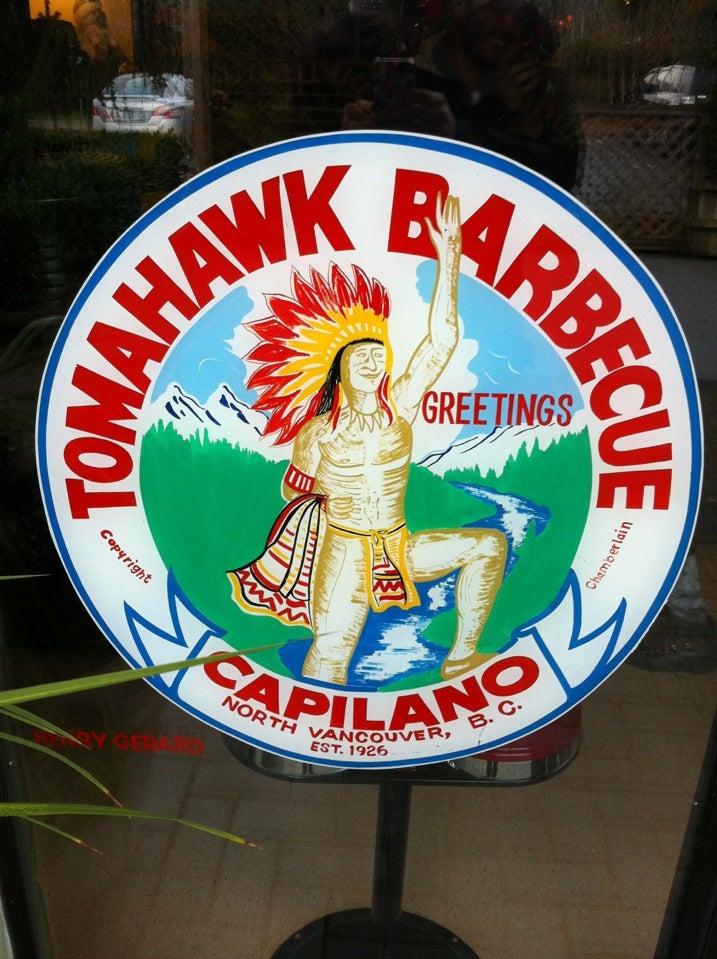 TOMAHAWK BARBECUE
GREETINGS
Copyright
Chamberlain
CAPILANO
NORTH VANCOUVER, B. C.
EST. 1926
HENRY GERARD